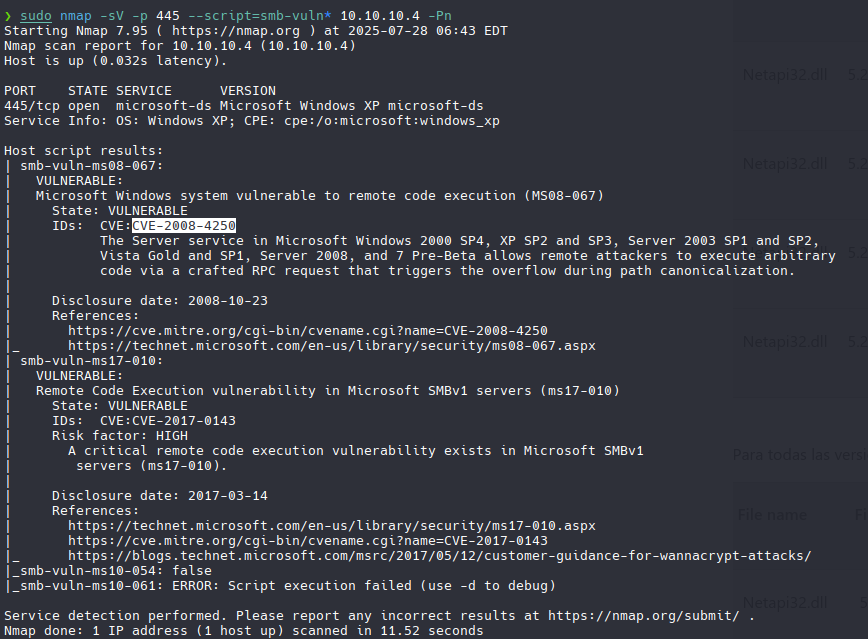 ❯ sudo nmap -sV -p 445 --script=smb-vuln* 10.10.10.4 -Pn
Starting Nmap 7.95 ( https://nmap.org ) at 2025-07-28 06:43 EDT
Nmap scan report for 10.10.10.4 (10.10.10.4)
Host is up (0.032s latency).

PORT    STATE SERVICE      VERSION
445/tcp open  microsoft-ds Microsoft Windows XP microsoft-ds
Service Info: OS: Windows XP; CPE: cpe:/o:microsoft:windows_xp

Host script results:
| smb-vuln-ms08-067:
|   VULNERABLE:
|   Microsoft Windows system vulnerable to remote code execution (MS08-067)
|     State: VULNERABLE
|     IDs:  CVE:CVE-2008-4250
|           The Server service in Microsoft Windows 2000 SP4, XP SP2 and SP3, Server 2003 SP1 and SP2,
|           Vista Gold and SP1, Server 2008, and 7 Pre-Beta allows remote attackers to execute arbitrary
|           code via a crafted RPC request that triggers the overflow during path canonicalization.
|
|     Disclosure date: 2008-10-23
|     References:
|       https://cve.mitre.org/cgi-bin/cvename.cgi?name=CVE-2008-4250
|_      https://technet.microsoft.com/en-us/library/security/ms08-067.aspx
| smb-vuln-ms17-010:
|   VULNERABLE:
|   Remote Code Execution vulnerability in Microsoft SMBv1 servers (ms17-010)
|     State: VULNERABLE
|     IDs:  CVE:CVE-2017-0143
|     Risk factor: HIGH
|       A critical remote code execution vulnerability exists in Microsoft SMBv1
|        servers (ms17-010).
|
|     Disclosure date: 2017-03-14
|     References:
|       https://technet.microsoft.com/en-us/library/security/ms17-010.aspx
|       https://cve.mitre.org/cgi-bin/cvename.cgi?name=CVE-2017-0143
|_      https://blogs.technet.microsoft.com/msrc/2017/05/12/customer-guidance-for-wannacrypt-attacks/
|_smb-vuln-ms10-054: false
|_smb-vuln-ms10-061: ERROR: Script execution failed (use -d to debug)

Service detection performed. Please report any incorrect results at https://nmap.org/submit/ .
Nmap done: 1 IP address (1 host up) scanned in 11.52 seconds
Netapi32.dll 5.2
Netapi32.dll 5.2
5.2
Netapi32.dll 5.2
Para todas las versi
File name Fi
Netapi32.dll 5